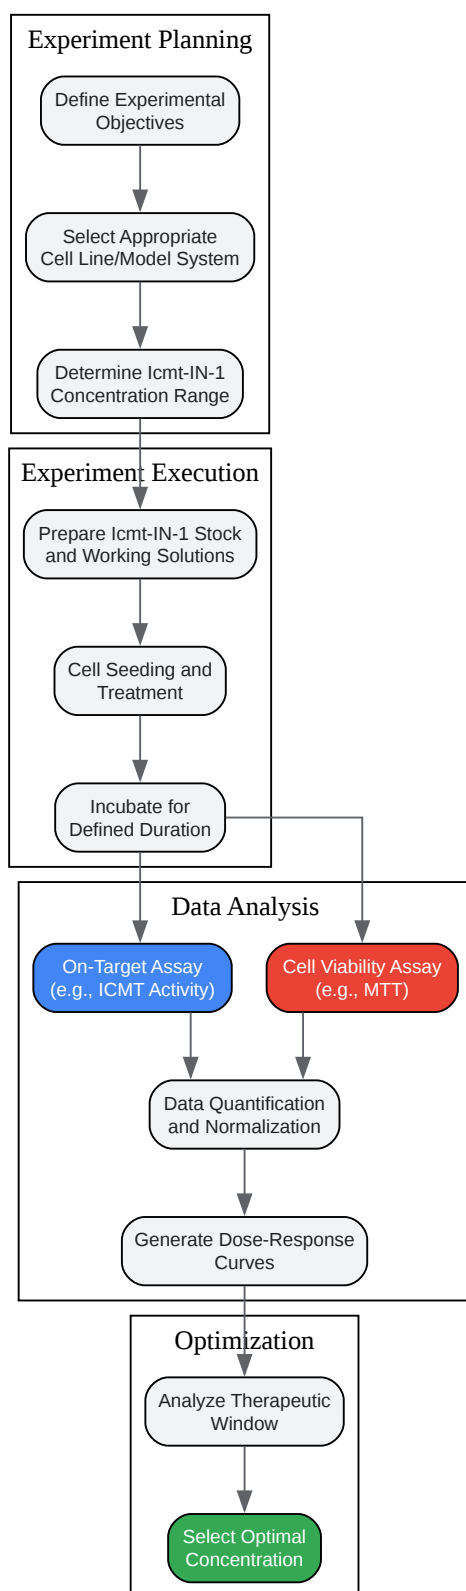 Experiment Planning
Define Experimental
Objectives
Select Appropriate
Cell Line/Model System
Determine Icmt-IN-1
Concentration Range
Experiment Execution
Prepare Icmt-IN-1 Stock
and Working Solutions
Cell Seeding and
Treatment
Incubate for
Defined Duration
Data Analysis
On-Target Assay
(e.g., ICMT Activity)
Cell Viability Assay
(e.g., MTT)
Data Quantification
and Normalization
Generate Dose-Response
Curves
Optimization
Analyze Therapeutic
Window
Select Optimal
Concentration